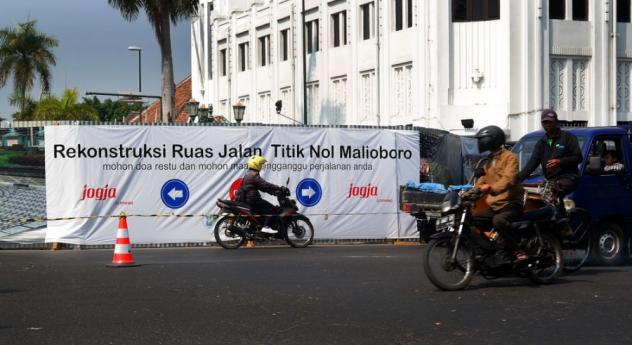 Rekonstruksi Ruas Jalan Titik Nol Malioboro
mohon doa restu dan mohon maaf mengganggu perjalanan anda
jogja
jogja